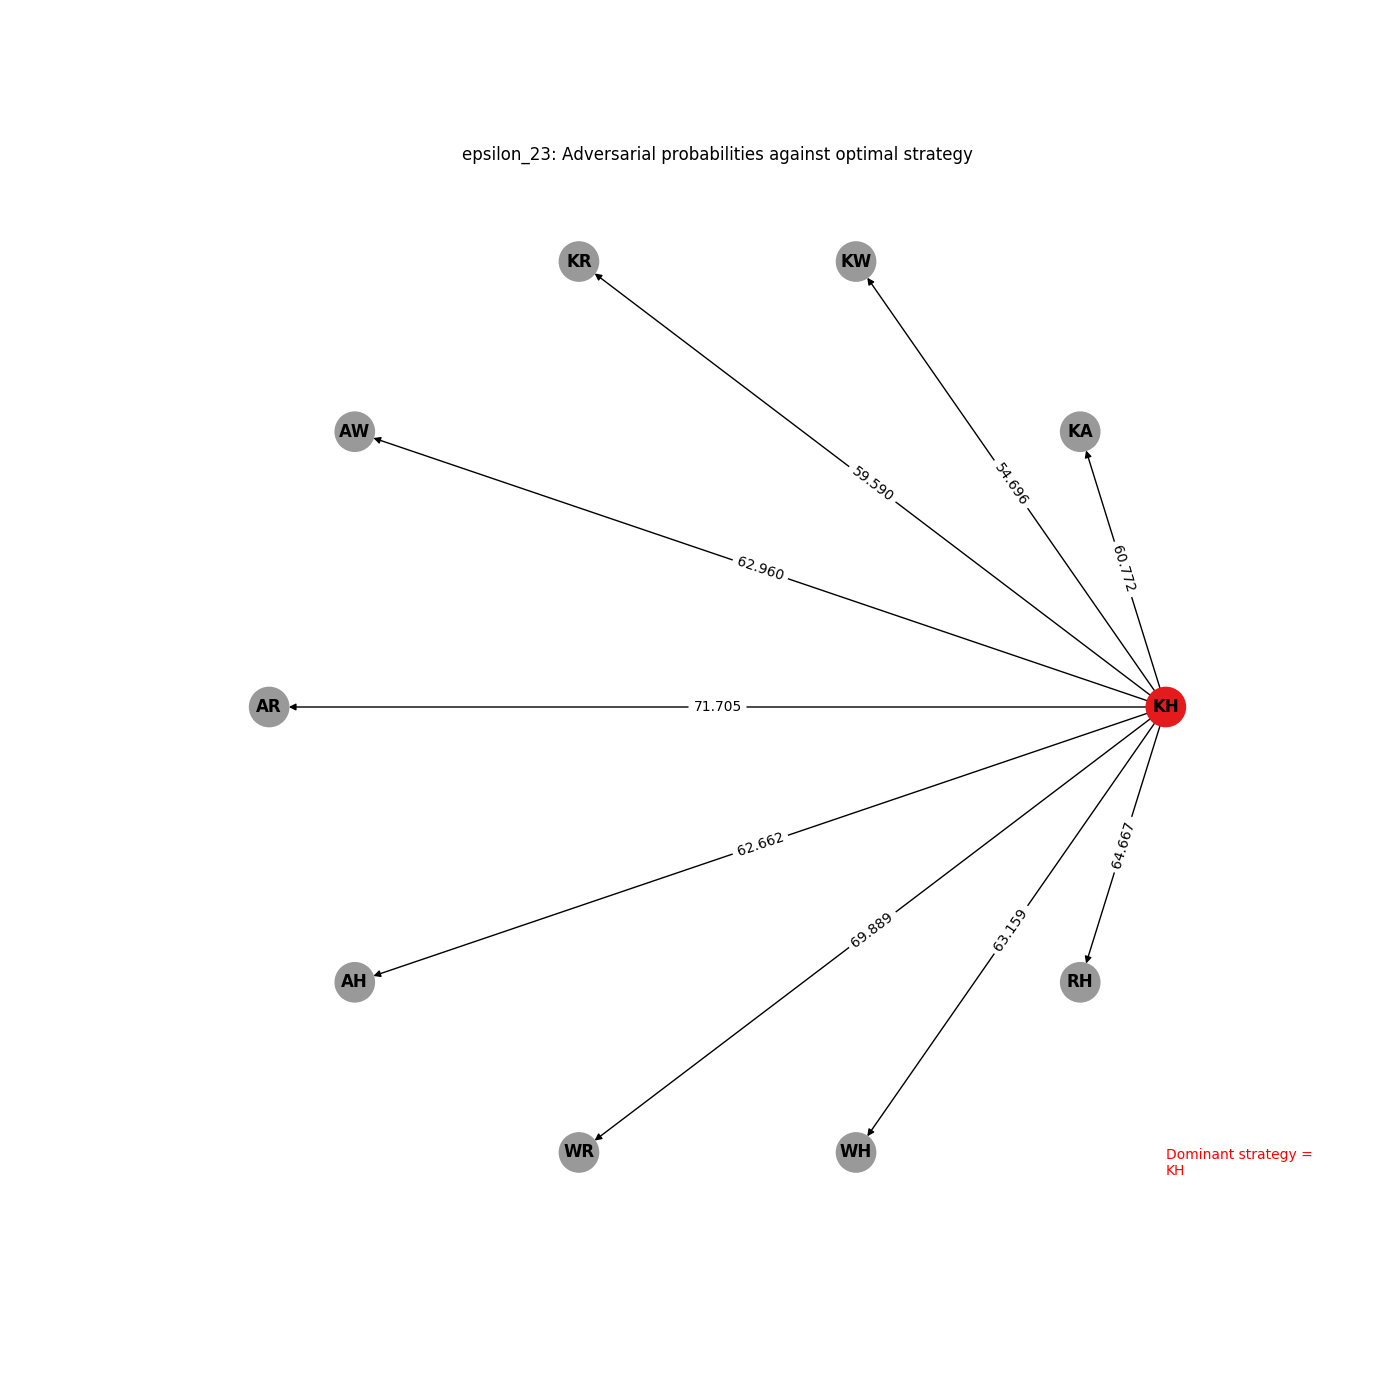 epsilon_23: Adversarial probabilities against optimal strategy
KR
KW
AW
KA
59.590
54.696
62.960
60.772
AR
71.705
KH
62.662
64.667
69.889
63.159
AH
RH
WR
WH
Dominant strategy =
KH